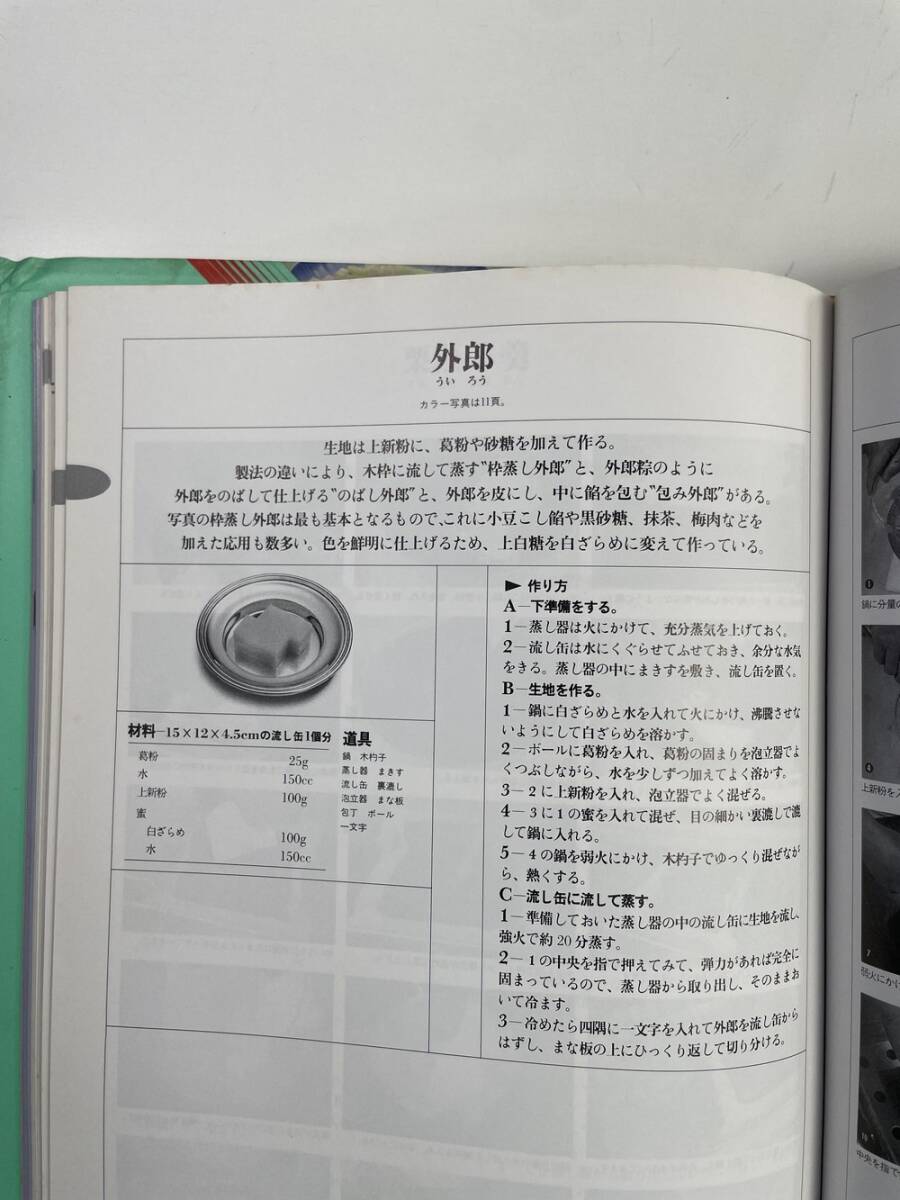 外郎
うい ろう
カラー写真は11頁。
生地は上新粉に、葛粉や砂糖を加えて作る。
製法の違いにより、木枠に流して蒸す"枠蒸し外郎"と、外郎粽のように
外郎をのばして仕上げる"のばし外郎"と、外郎を皮にし、中に餡を包む"包み外郎"がある。
写真の枠蒸し外郎は最も基本となるもので、これに小豆こし餡や黒砂糖、抹茶、梅肉などを
加えた応用も数多い。色を鮮明に仕上げるため、上白糖を白ざらめに変えて作っている。
材料─15×12×4.5cmの流し缶1個分
葛粉 25g
水 150cc
上新粉 100g
蜜
白ざらめ 100g
水 150cc
道具
鍋 木杓子
蒸し器 まきす
流し缶 裏漉し
泡立器 まな板
包丁 ボール
一文字
▶ 作り方
A─下準備をする。
1─蒸し器は火にかけて、充分蒸気を上げておく。
2─流し缶は水にくぐらせてふせておき、余分な水気
をきる。蒸し器の中にまきすを敷き、流し缶を置く。
B─生地を作る。
1─鍋に白ざらめと水を入れて火にかけ、沸騰させな
いようにして白ざらめを溶かす。
2─ボールに葛粉を入れ、葛粉の固まりを泡立器でよ
くつぶしながら、水を少しずつ加えてよく溶かす。
3─2に上新粉を入れ、泡立器でよく混ぜる。
4─3に1の蜜を入れて混ぜ、目の細かい裏漉しで漉
して鍋に入れる。
5─4の鍋を弱火にかけ、木杓子でゆっくり混ぜなが
ら、熱くする。
C─流し缶に流して蒸す。
1─準備しておいた蒸し器の中の流し缶に生地を流し、
強火で約20分蒸す。
2─1の中央を指で押えてみて、弾力があれば完全に
固まっているので、蒸し器から取り出し、そのままお
いて冷ます。
3─冷めたら四隅に一文字を入れて外郎を流し缶から
はずし、まな板の上にひっくり返して切り分ける。
1
鍋に分量の
4
上新粉を入
7
弱火にかけ
10
中央を指で